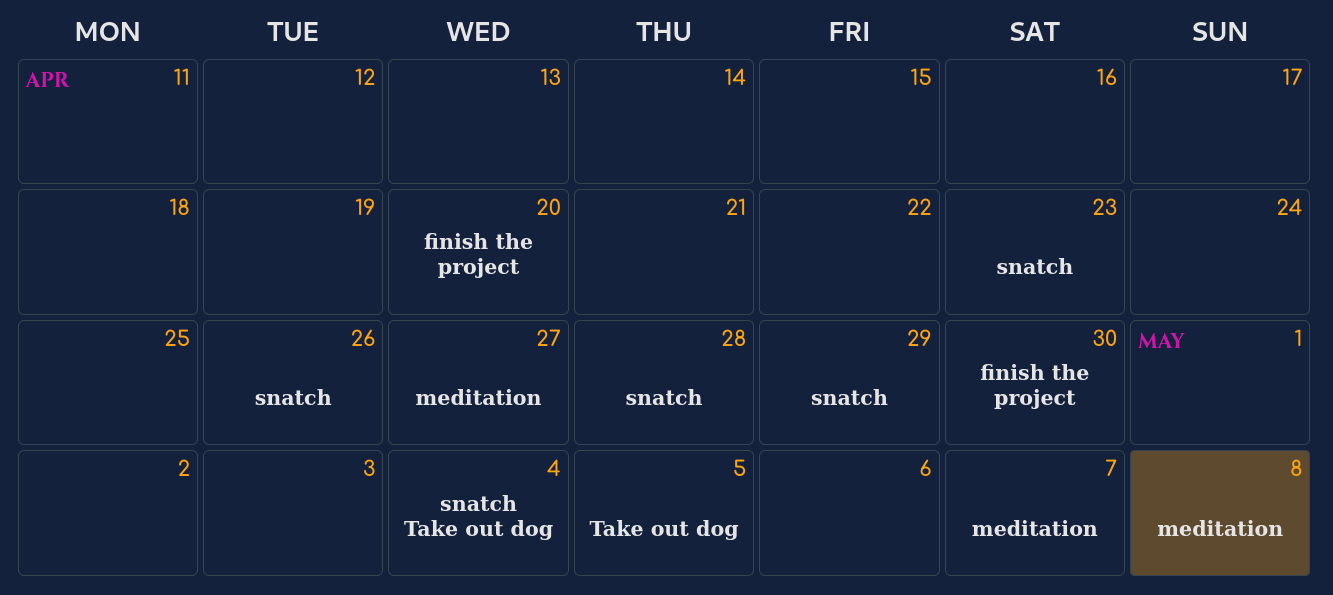 MON TUE WED THU FRI SAT SUN
APR 11 12 13 14 15 16 17
18 19 20 21 22 23 24
finish the
project
snatch
25 26 27 28 29 30 MAY 1
snatch
meditation
snatch
snatch
finish the
project
2 3 4 5 6 7 8
snatch
Take out dog
Take out dog
meditation
meditation